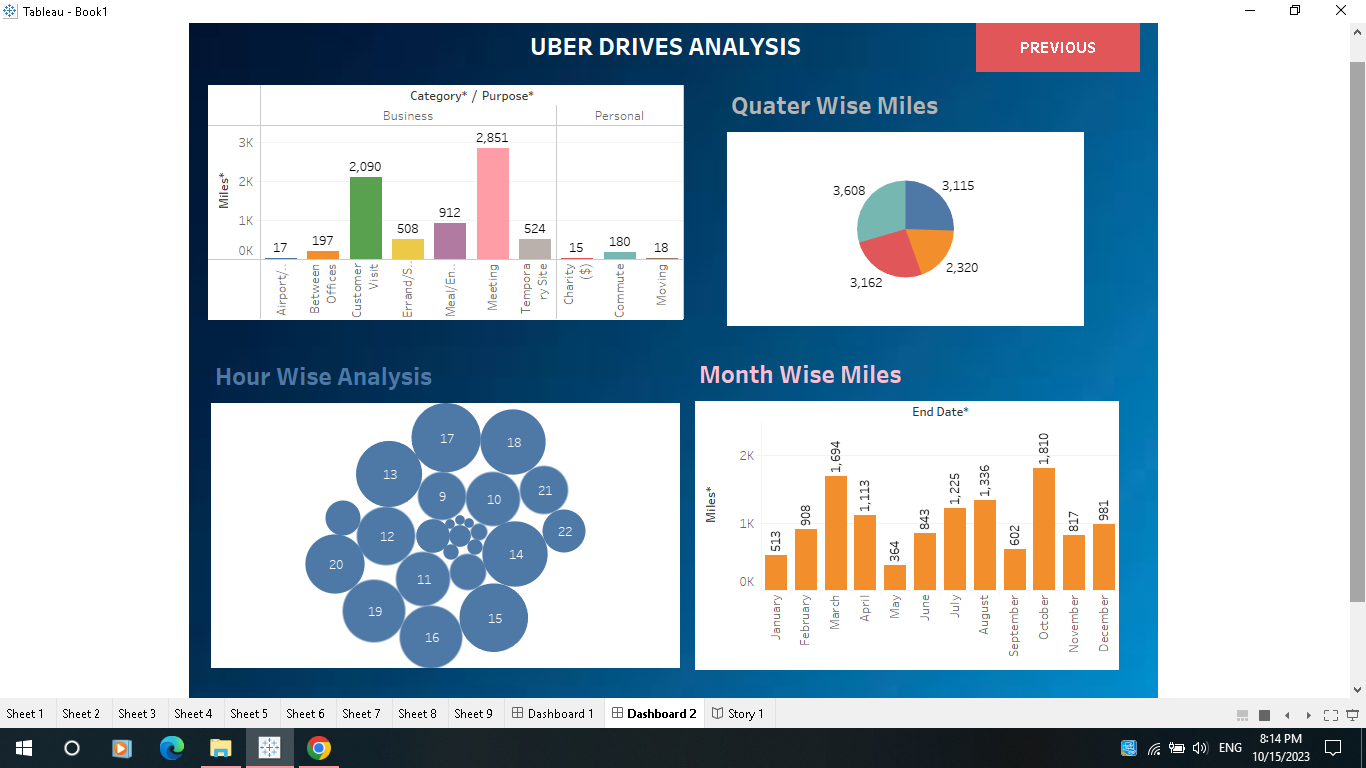 Tableau - Book1
UBER DRIVES ANALYSIS
PREVIOUS
Category* / Purpose*
Business
Personal
Miles*
3K
2K
1K
0K
17
197
2,090
508
912
2,851
524
15
180
18
Airport/..
Between
Offices
Customer
Visit
Errand/S..
Meal/En..
Meeting
Tempora
ry Site
Charity
($)
Commute
Moving
Quater Wise Miles
3,608
3,115
2,320
3,162
Hour Wise Analysis
17
18
13
9
10
21
12
22
14
20
11
19
15
16
Month Wise Miles
End Date*
Miles*
2K
1K
0K
513
908
1,694
1,113
364
843
1,225
1,336
602
1,810
817
981
January
February
March
April
May
June
July
August
September
October
November
December
Sheet 1
Sheet 2
Sheet 3
Sheet 4
Sheet 5
Sheet 6
Sheet 7
Sheet 8
Sheet 9
Dashboard 1
Dashboard 2
Story 1
ENG
8:14 PM
10/15/2023